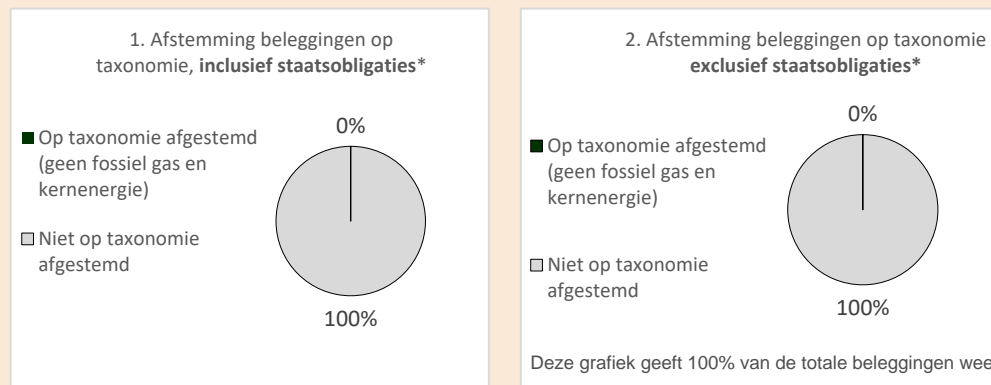 1. Afstemming beleggingen op
taxonomie, inclusief staatsobligaties*
Op taxonomie afgestemd
(geen fossiel gas en
kernenergie)
Niet op taxonomie
afgestemd
0%
100%
2. Afstemming beleggingen op taxonomie
exclusief staatsobligaties*
Op taxonomie afgestemd
(geen fossiel gas en
kernenergie)
Niet op taxonomie
afgestemd
0%
100%
Deze grafiek geeft 100% van de totale beleggingen wee